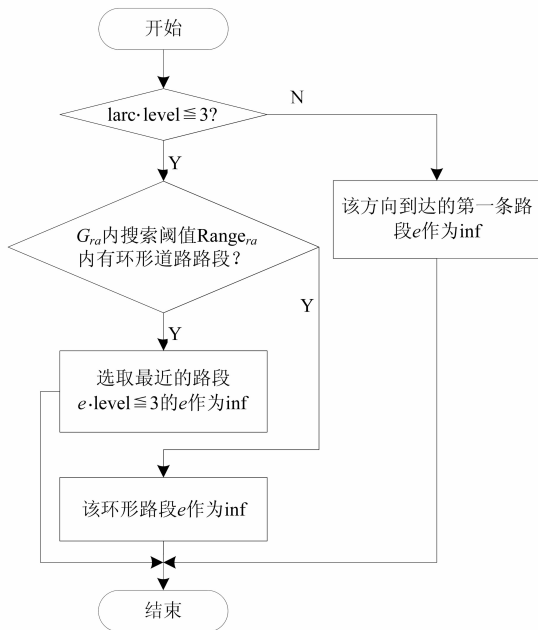 开始
larc·level≦3?
N
Y
G_ra内搜索阈值Range_ra
内有环形道路路段？
该方向到达的第一条路
段e作为inf
Y
Y
选取最近的路段
e·level≦3的e作为inf
该环形路段e作为inf
结束